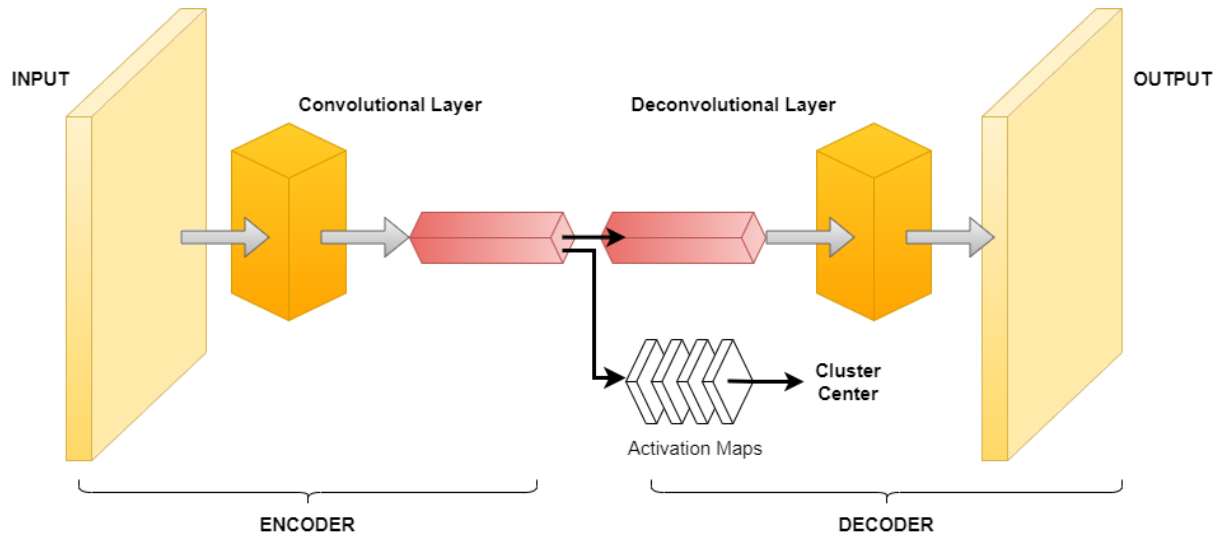 INPUT
OUTPUT
Convolutional Layer
Deconvolutional Layer
Cluster
Center
Activation Maps
ENCODER
DECODER